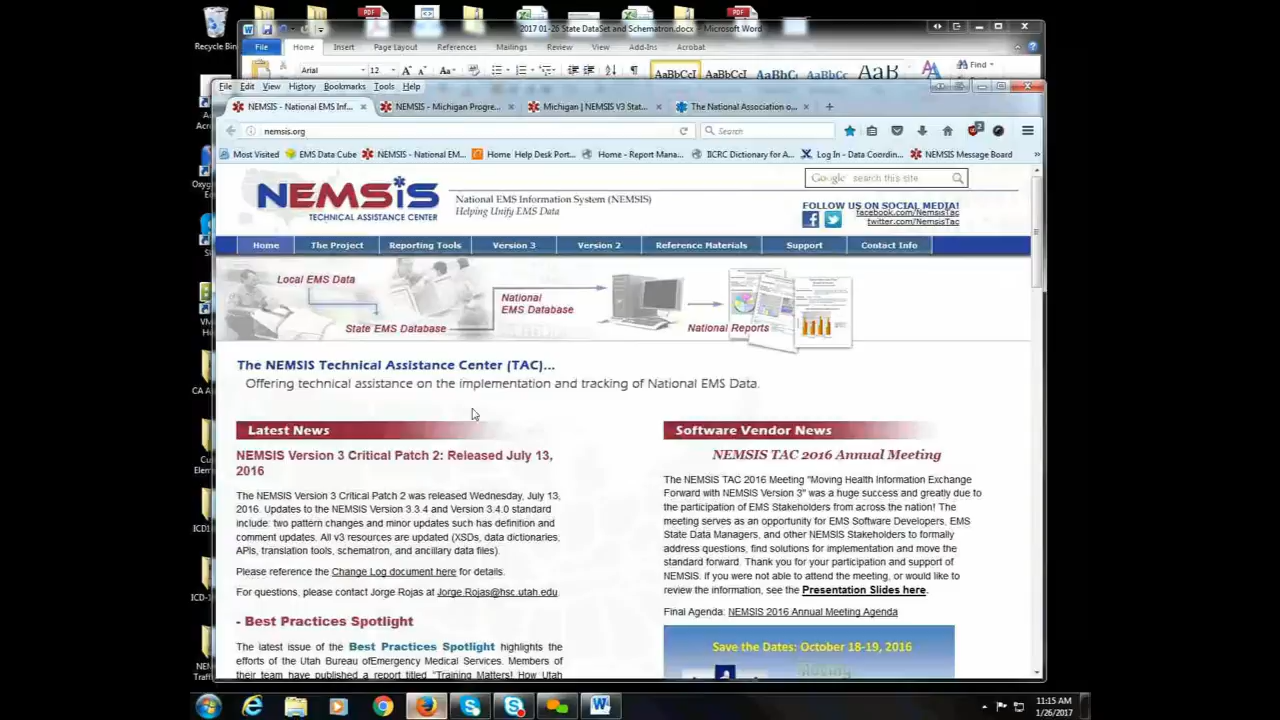 Recycle Bin
2017 01-26 State DataSet and Schematron.docx - Microsoft Word
File Home Insert Page Layout References Mailings Review View Add-Ins Acrobat
Arial 12 AaBbCcI AaBbCcI AaBbCc AaBbCc AaB Find
File Edit View History Bookmarks Tools Help
NEMSIS - National EMS Inf... NEMSIS - Michigan Progre... Michigan | NEMSIS V3 Stat... The National Association o...
nemsis.org Search
Most Visited EMS Data Cube NEMSIS - National EM... Home Help Desk Port... Home - Report Mana... IICRC Dictionary for A... Log In - Data Coordin... NEMSIS Message Board
NEMSIS
TECHNICAL ASSISTANCE CENTER
National EMS Information System (NEMSIS)
Helping Unify EMS Data
Google search this site
FOLLOW US ON SOCIAL MEDIA!
facebook.com/NemsisTac
twitter.com/NemsisTac
Home The Project Reporting Tools Version 3 Version 2 Reference Materials Support Contact Info
Local EMS Data
State EMS Database
National
EMS Database
National Reports
The NEMSIS Technical Assistance Center (TAC)...
Offering technical assistance on the implementation and tracking of National EMS Data.
Latest News
NEMSIS Version 3 Critical Patch 2: Released July 13,
2016
The NEMSIS Version 3 Critical Patch 2 was released Wednesday, July 13,
2016. Updates to the NEMSIS Version 3.3.4 and Version 3.4.0 standard
include: two pattern changes and minor updates such has definition and
comment updates. All v3 resources are updated (XSDs, data dictionaries,
APIs, translation tools, schematron, and ancillary data files).
Please reference the Change Log document here for details.
For questions, please contact Jorge Rojas at Jorge.Rojas@hsc.utah.edu.
- Best Practices Spotlight
The latest issue of the Best Practices Spotlight highlights the
efforts of the Utah Bureau ofEmergency Medical Services. Members of
their team have published a report titled, "Training Matters! How Utah
Software Vendor News
NEMSIS TAC 2016 Annual Meeting
The NEMSIS TAC 2016 Meeting "Moving Health Information Exchange
Forward with NEMSIS Version 3" was a huge success and greatly due to
the participation of EMS Stakeholders from across the nation! The
meeting serves as an opportunity for EMS Software Developers, EMS
State Data Managers, and other NEMSIS Stakeholders to formally
address questions, find solutions for implementation and move the
standard forward. Thank you for your participation and support of
NEMSIS. If you were not able to attend the meeting, or would like to
review the information, see the Presentation Slides here.
Final Agenda: NEMSIS 2016 Annual Meeting Agenda
Save the Dates: October 18-19, 2016
Moving
11:15 AM
1/26/2017